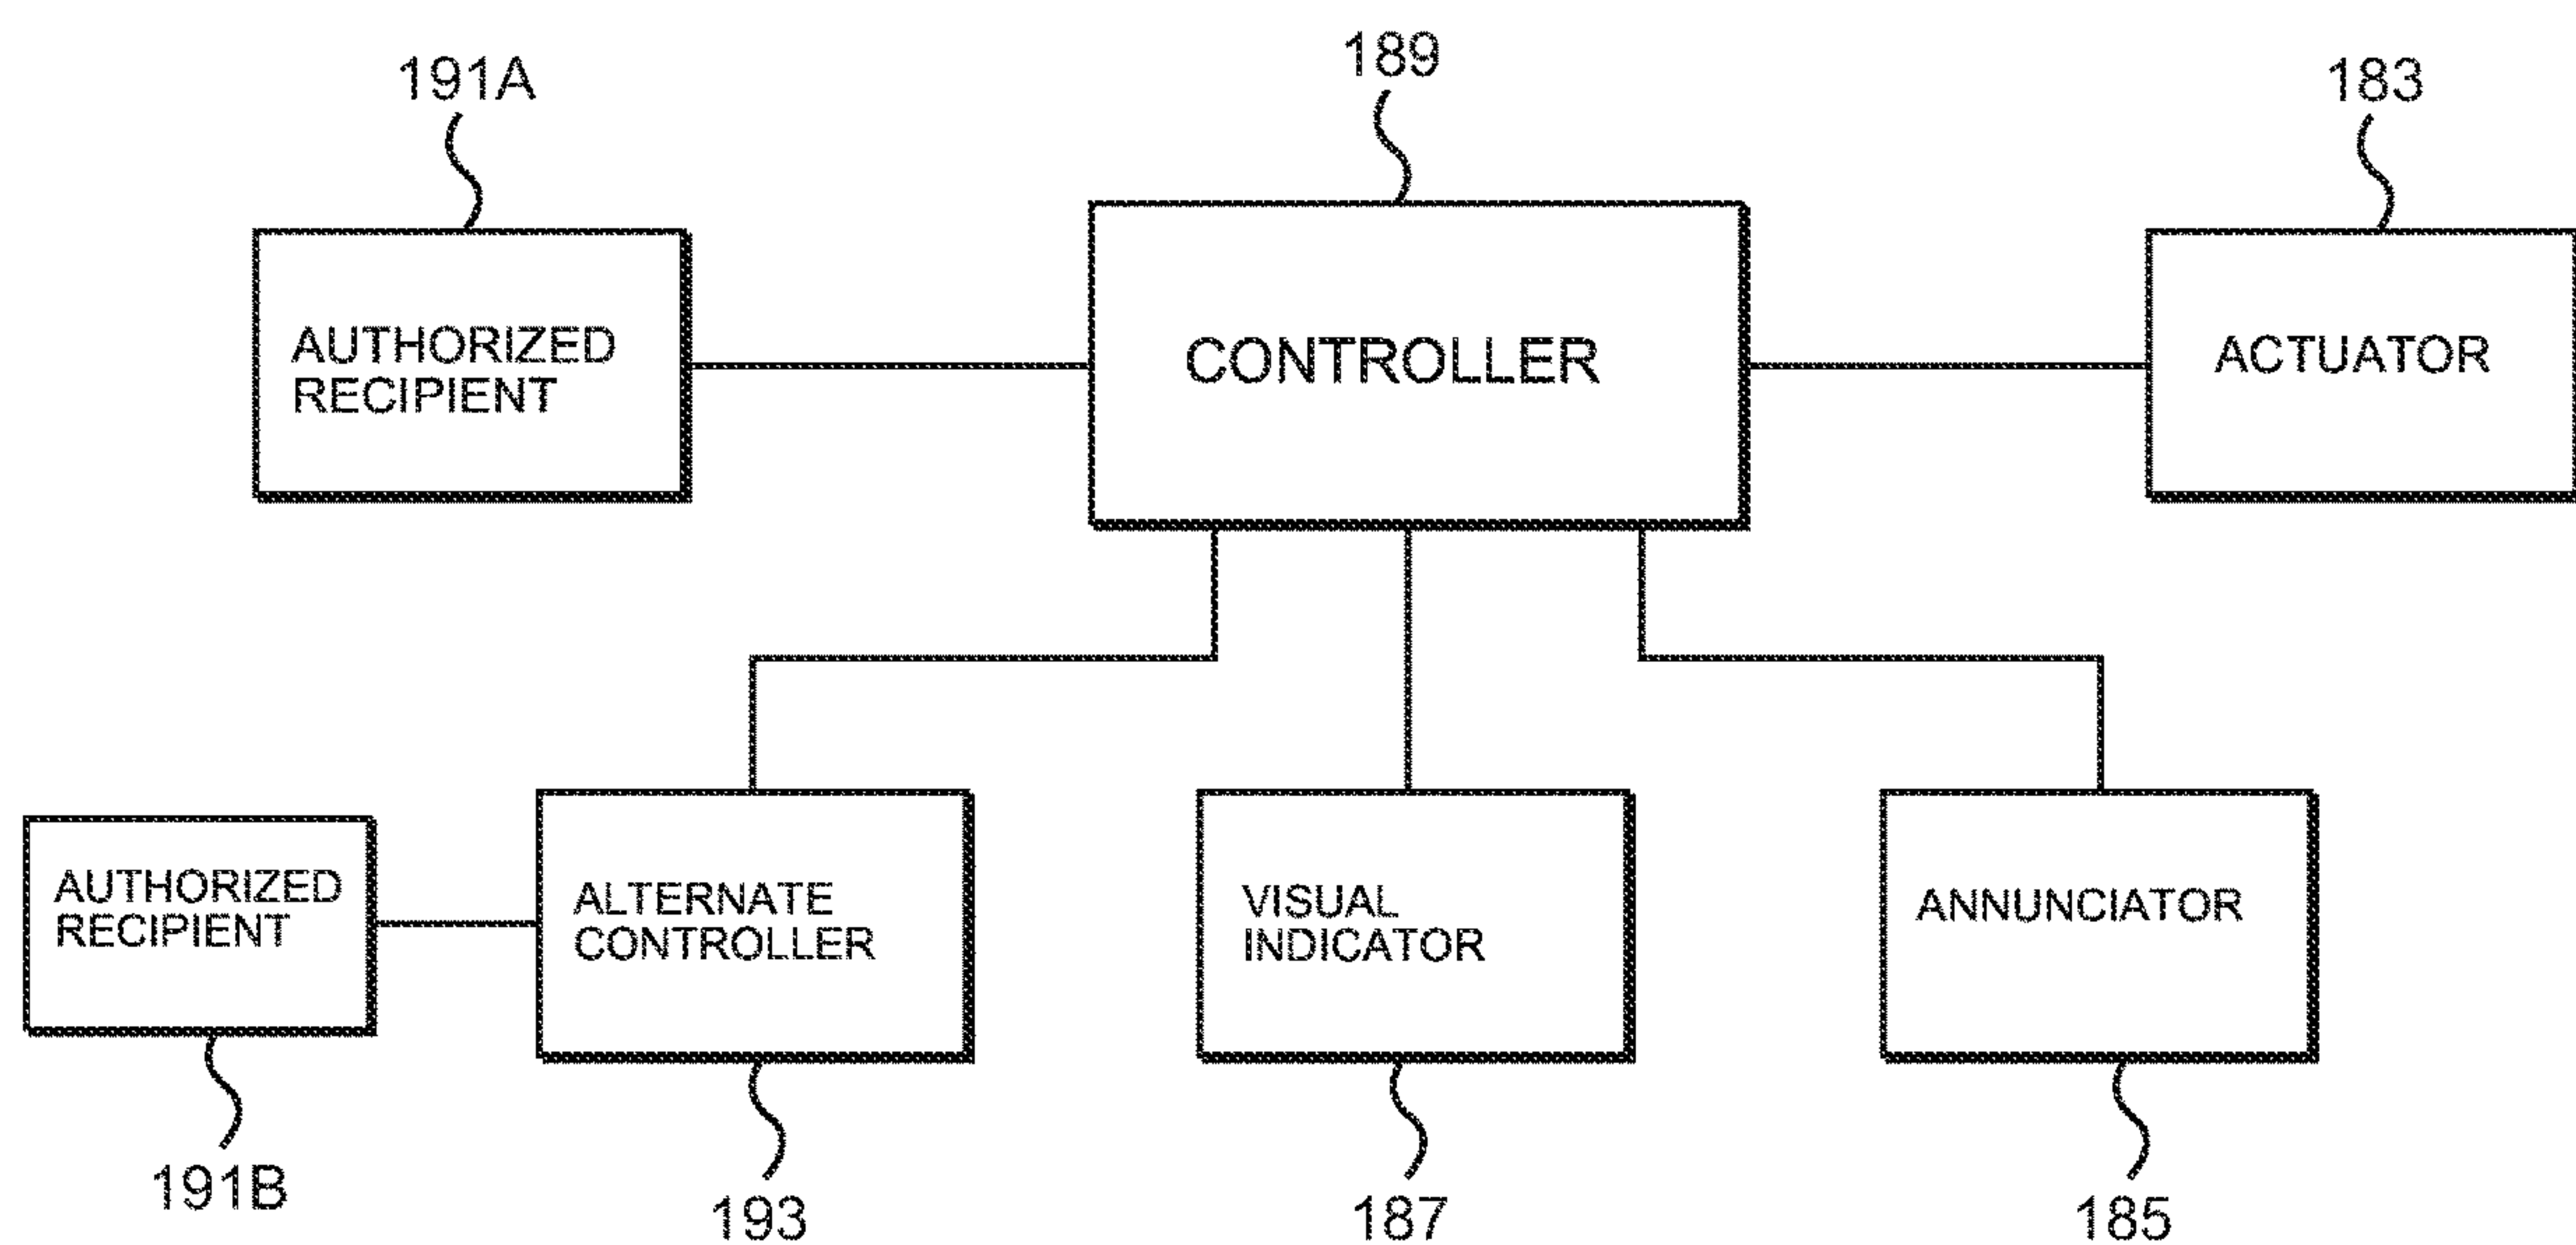 189
191A
183
AUTHORIZED
RECIPIENT
CONTROLLER
ACTUATOR
AUTHORIZED
RECIPIENT
ALTERNATE
CONTROLLER
VISUAL
INDICATOR
ANNUNCIATOR
191B
193
187
185